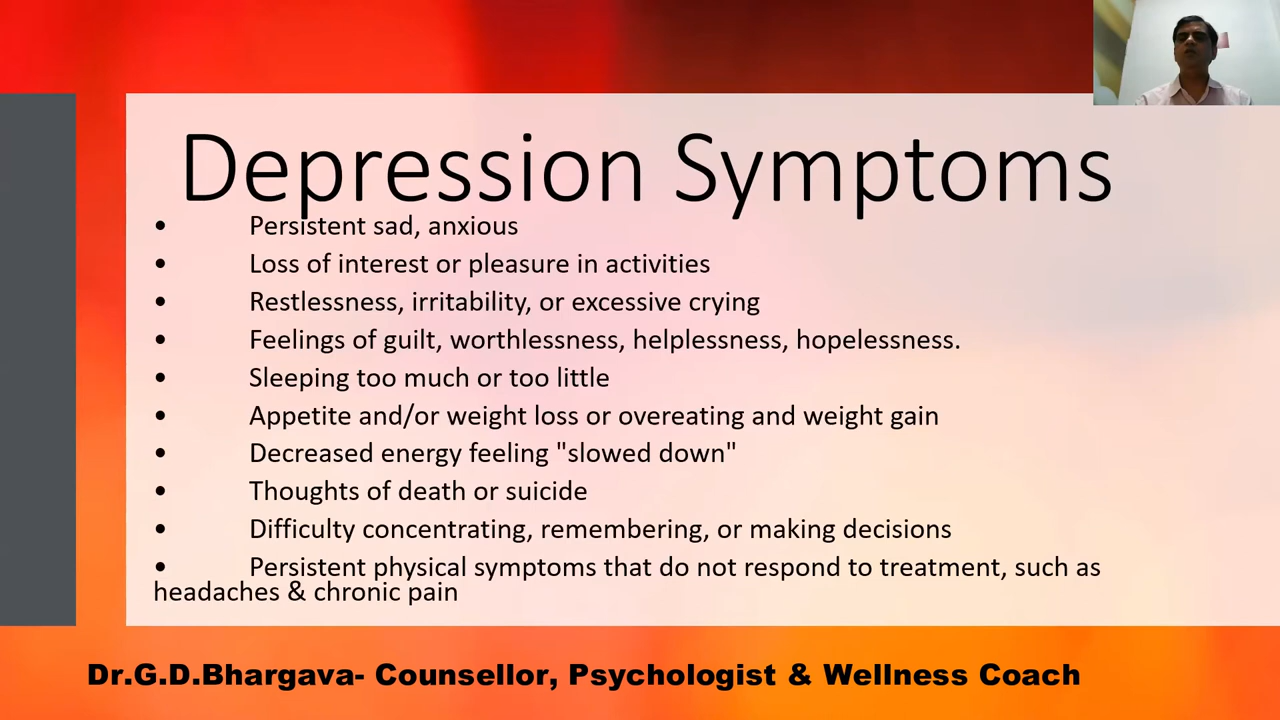 Depression Symptoms
• Persistent sad, anxious
• Loss of interest or pleasure in activities
• Restlessness, irritability, or excessive crying
• Feelings of guilt, worthlessness, helplessness, hopelessness.
• Sleeping too much or too little
• Appetite and/or weight loss or overeating and weight gain
• Decreased energy feeling "slowed down"
• Thoughts of death or suicide
• Difficulty concentrating, remembering, or making decisions
• Persistent physical symptoms that do not respond to treatment, such as
headaches & chronic pain
Dr.G.D.Bhargava- Counsellor, Psychologist & Wellness Coach